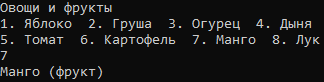 Овощи и фрукты
1. Яблоко  2. Груша  3. Огурец  4. Дыня
5. Томат  6. Картофель  7. Манго  8. Лук
7
Манго (фрукт)